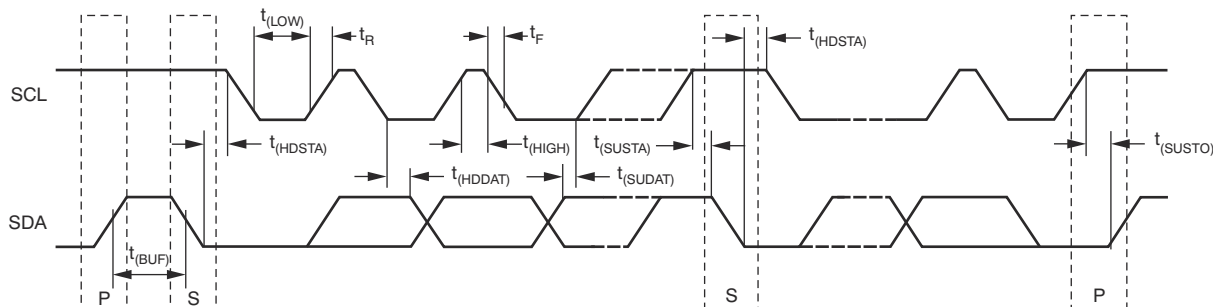 t(LOW)
tR
tF
t(HDSTA)
SCL
t(HDSTA)
t(HIGH)
t(SUSTA)
t(SUSTO)
t(HDDAT)
t(SUDAT)
SDA
t(BUF)
P
S
S
P